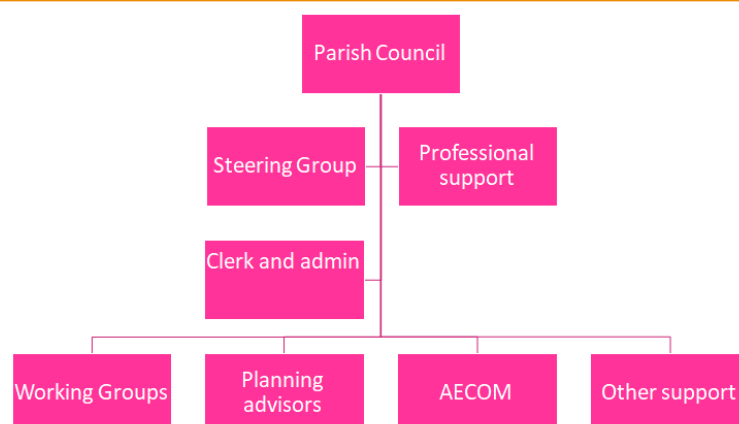 Parish Council
Steering Group
Professional
support
Clerk and admin
Working Groups
Planning
advisors
AECOM
Other support